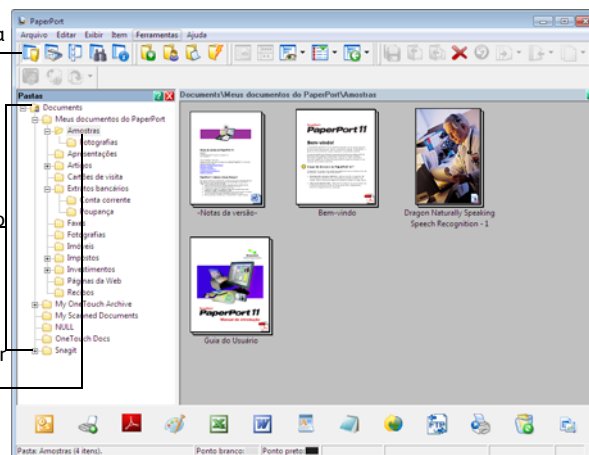 a
PaperPort
Arquivo Editar Exibir Item Ferramentas Ajuda
Pastas
Documents\Meus documentos do PaperPort\Amostras
Documents
Meus documentos do PaperPort
Amostras
Fotografias
Apresentações
Artigos
Cartões de visita
Extratos bancários
Conta corrente
Poupança
Faxes
Fotografias
Imóveis
Impostos
Investimentos
Páginas da Web
Recibos
My OneTouch Archive
My Scanned Documents
NULL
OneTouch Docs
Snagit
r
PaperPort 11
Bem-vindo!
-Notas da versão-
Bem-vindo
Dragon Naturally Speaking
Speech Recognition - 1
PaperPort 11
Guia do Usuário
FTP
Pasta: Amostras (4 itens).
Ponto branco:
Ponto preto: